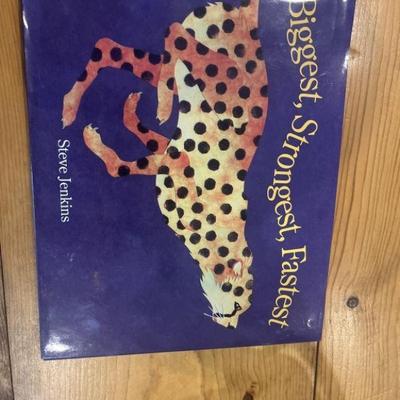 Biggest, Strongest, Fastest
Steve Jenkins